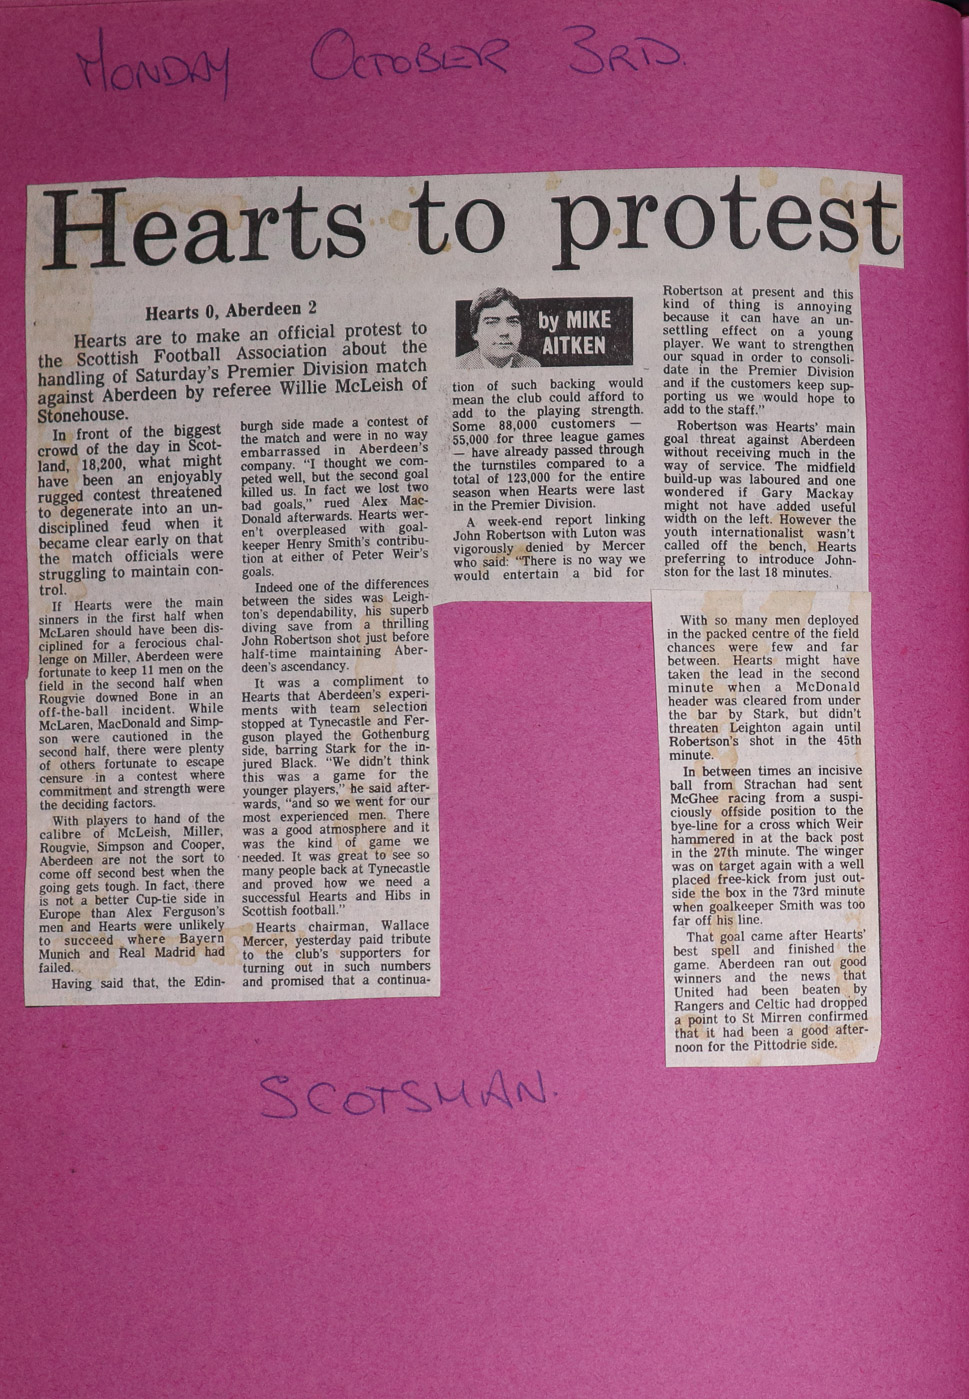 MONDAY OCTOBER 3RD.
Hearts to protest
Hearts 0, Aberdeen 2
Hearts are to make an official protest to
the Scottish Football Association about the
handling of Saturday's Premier Division match
against Aberdeen by referee Willie McLeish of
Stonehouse.
In front of the biggest
crowd of the day in Scot-
land, 18,200, what might
have been an enjoyably
rugged contest threatened
to degenerate into an un-
disciplined feud when it
became clear early on that
the match officials were
struggling to maintain con-
trol.
If Hearts were the main
sinners in the first half when
McLaren should have been dis-
ciplined for a ferocious chal-
lenge on Miller, Aberdeen were
fortunate to keep 11 men on the
field in the second half when
Rougvie downed Bone in an
off-the-ball incident. While
McLaren, MacDonald and Simp-
son were cautioned in the
second half, there were plenty
of others fortunate to escape
censure in a contest where
commitment and strength were
the deciding factors.
With players to hand of the
calibre of McLeish, Miller,
Rougvie, Simpson and Cooper,
Aberdeen are not the sort to
come off second best when the
going gets tough. In fact, there
is not a better Cup-tie side in
Europe than Alex Ferguson's
men and Hearts were unlikely
to succeed where Bayern
Munich and Real Madrid had
failed.
Having said that, the Edin-
burgh side made a contest of
the match and were in no way
embarrassed in Aberdeen's
company. "I thought we com-
peted well, but the second goal
killed us. In fact we lost two
bad goals," rued Alex Mac-
Donald afterwards. Hearts wer-
en't overpleased with goal-
keeper Henry Smith's contribu-
tion at either of Peter Weir's
goals.
Indeed one of the differences
between the sides was Leigh-
ton's dependability, his superb
diving save from a thrilling
John Robertson shot just before
half-time maintaining Aber-
deen's ascendancy.
It was a compliment to
Hearts that Aberdeen's experi-
ments with team selection
stopped at Tynecastle and Fer-
guson played the Gothenburg
side, barring Stark for the in-
jured Black. "We didn't think
this was a game for the
younger players," he said after-
wards, "and so we went for our
most experienced men. There
was a good atmosphere and it
was the kind of game we
needed. It was great to see so
many people back at Tynecastle
and proved how we need a
successful Hearts and Hibs in
Scottish football."
Hearts chairman, Wallace
Mercer, yesterday paid tribute
to the club's supporters for
turning out in such numbers
and promised that a continua-
by MIKE
AITKEN
tion of such backing would
mean the club could afford to
add to the playing strength.
Some 88,000 customers —
55,000 for three league games
— have already passed through
the turnstiles compared to a
total of 123,000 for the entire
season when Hearts were last
in the Premier Division.
A week-end report linking
John Robertson with Luton was
vigorously denied by Mercer
who said: "There is no way we
would entertain a bid for
Robertson at present and this
kind of thing is annoying
because it can have an un-
settling effect on a young
player. We want to strengthen
our squad in order to consoli-
date in the Premier Division
and if the customers keep sup-
porting us we would hope to
add to the staff."
Robertson was Hearts' main
goal threat against Aberdeen
without receiving much in the
way of service. The midfield
build-up was laboured and one
wondered if Gary Mackay
might not have added useful
width on the left. However the
youth internationalist wasn't
called off the bench, Hearts
preferring to introduce John-
ston for the last 18 minutes.
With so many men deployed
in the packed centre of the field
chances were few and far
between. Hearts might have
taken the lead in the second
minute when a McDonald
header was cleared from under
the bar by Stark, but didn't
threaten Leighton again until
Robertson's shot in the 45th
minute.
In between times an incisive
ball from Strachan had sent
McGhee racing from a suspi-
ciously offside position to the
bye-line for a cross which Weir
hammered in at the back post
in the 27th minute. The winger
was on target again with a well
placed free-kick from just out-
side the box in the 73rd minute
when goalkeeper Smith was too
far off his line.
That goal came after Hearts'
best spell and finished the
game. Aberdeen ran out good
winners and the news that
United had been beaten by
Rangers and Celtic had dropped
a point to St Mirren confirmed
that it had been a good after-
noon for the Pittodrie side.
SCOTSMAN.